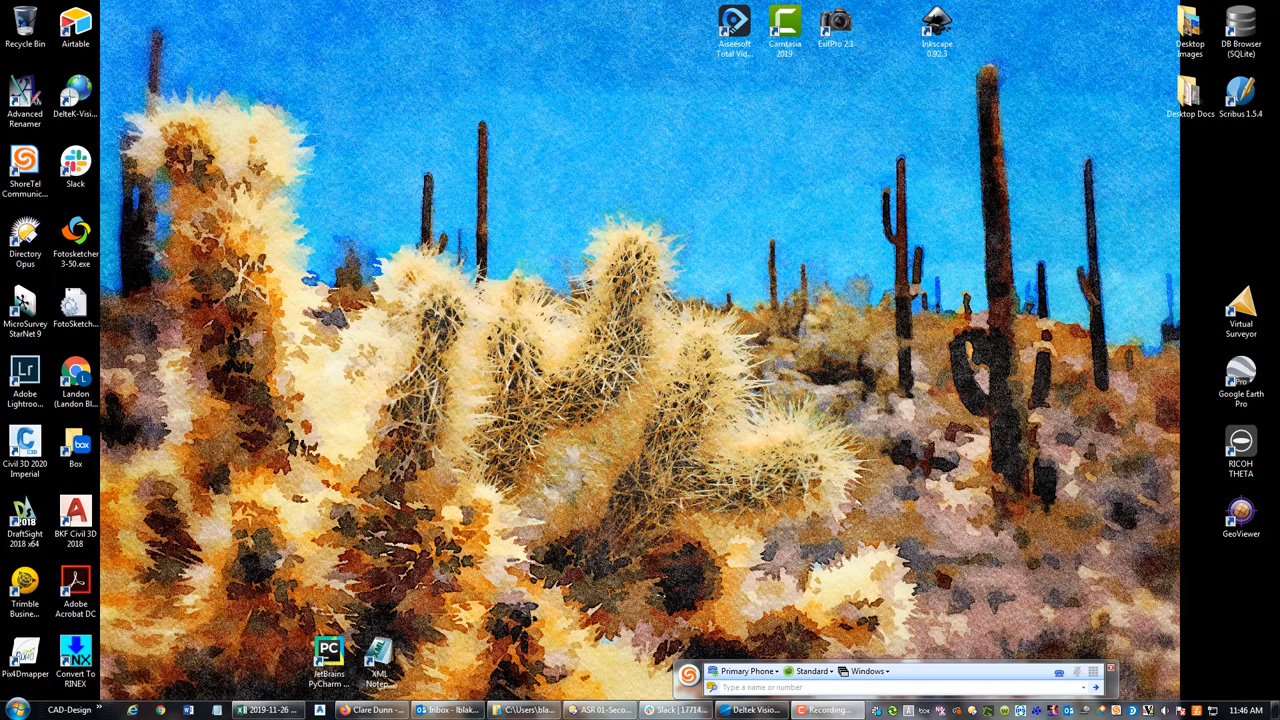 Recycle Bin
Airtable
Advanced
Renamer
DelteK-Visi...
ShoreTel
Communic...
Slack
Directory
Opus
Fotosketcher
3-50.exe
MicroSurvey
StarNet 9
FotoSketch...
Adobe
Lightroo...
Landon
(Landon Bl...
Civil 3D 2020
Imperial
Box
DraftSight
2018 x64
BKF Civil 3D
2018
Trimble
Busine...
Adobe
Acrobat DC
Pix4Dmapper
Convert To
RINEX
JetBrains
PyCharm ...
XML
Notep...
Aiseesoft
Total Vid...
Camtasia
2019
ExifPro 2.1
Inkscape
0.92.3
Desktop
Images
DB Browser
(SQLite)
Desktop Docs
Scribus 1.5.4
Virtual
Surveyor
Google Earth
Pro
RICOH
THETA
GeoViewer
Primary Phone
Standard
Windows
Type a name or number
CAD-Design
2019-11-26 ...
Clare Dunn -...
Inbox - lblak...
C:\Users\bla...
ASR 01-Seco...
Slack | 17714...
Deltek Visio...
Recording...
11:46 AM